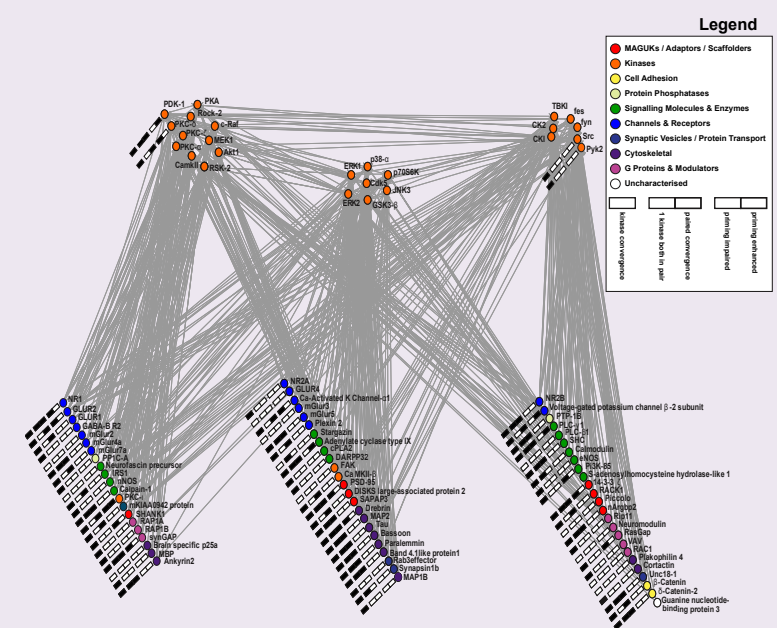 Legend
MAGUKs / Adaptors / Scaffolders
Kinases
Cell Adhesion
Protein Phosphatases
Signalling Molecules & Enzymes
Channels & Receptors
Synaptic Vesicles / Protein Transport
Cytoskeletal
G Proteins & Modulators
Uncharacterised
kinase convergence
1 kinase both in pair
paired convergence
priming impaired
priming enhanced
PDK-1
PKA
Rock-2
c-Raf
MEK1
Akt1
CamkII
RSK-2
ERK1
p38-α
p70S6K
Cdk5
JNK3
ERK2
GSK3-β
TBKI
fes
CK2
fyn
CKI
Src
Pyk2
NR1
GLUR2
GLUR1
GABA-B R2
mGlur2
mGlur4a
mGlur7a
PP1C-A
Neurofascin precursor
IRS1
nNOS
Calpain-1
mKIAA0942 protein
SHANK1
RAP1A
RAP1B
synGAP
Brain specific p25a
MBP
Ankyrin2
NR2A
GLUR4
Ca-Activated K Channel-α1
mGlur3
mGlur5
Plexin 2
Stargazin
Adenylate cyclase type IX
cPLA2
DARPP32
FAK
Ca MKII-β
PSD-95
DISKS large-associated protein 2
SAPAP3
Drebrin
MAP2
Tau
Bassoon
Paralemmin
Band 4.1like protein1
Rab3effector
Synapsin1b
MAP1B
NR2B
Voltage-gated potassium channel β -2 subunit
PTP-1B
PLC-γ1
PLC-β1
SHC
Calmodulin
eNOS
PI3K-85
S-adenosylhomocysteine hydrolase-like 1
14-3-3
RACK1
Piccolo
nArgbp2
Rip11
Neuromodulin
RasGap
VAV
RAC1
Plakophilin 4
Cortactin
Unc18-1
β-Catenin
δ-Catenin-2
Guanine nucleotide-
binding protein 3